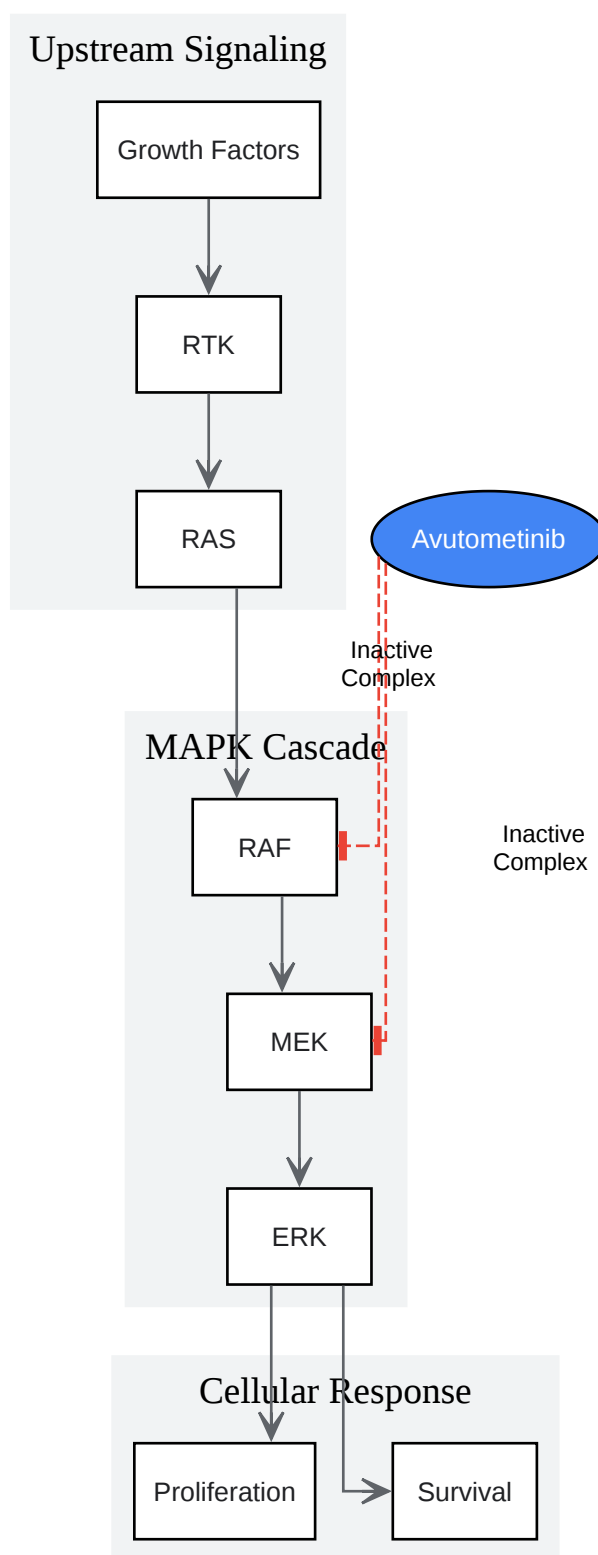 Upstream Signaling
Growth Factors
RTK
RAS
Avutometinib
Inactive
Complex
MAPK Cascade
RAF
Inactive
Complex
MEK
ERK
Cellular Response
Proliferation
Survival